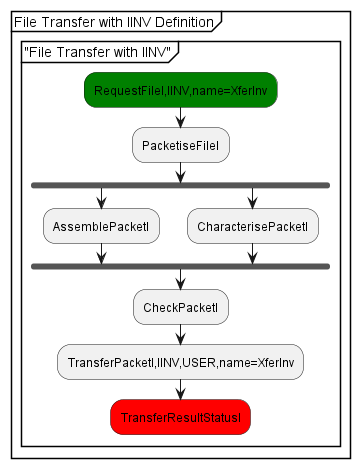 File Transfer with IINV Definition
"File Transfer with IINV"
RequestFileI,IINV,name=XferInv
PacketiseFileI
AssemblePacketI
CharacterisePacketI
CheckPacketI
TransferPacketI,IINV,USER,name=XferInv
TransferResultStatusI